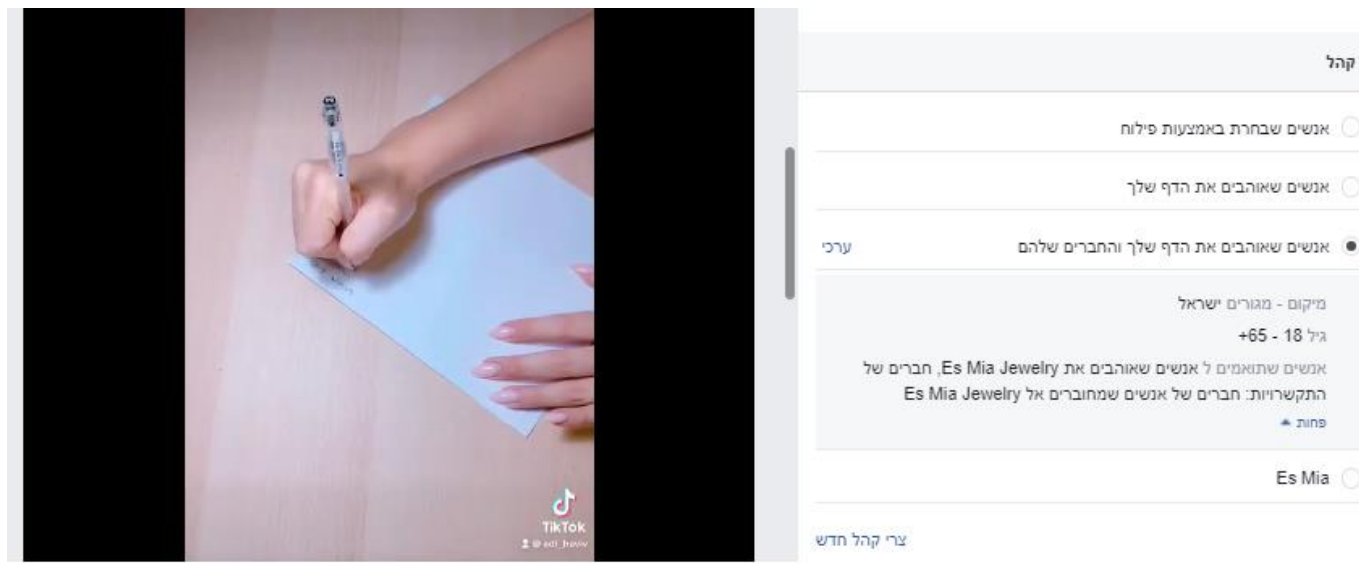 קהל
אנשים שבחרת באמצעות פילוח
אנשים שאוהבים את הדף שלך
אנשים שאוהבים את הדף שלך והחברים שלהם
ערכי
מיקום - מגורים ישראל
גיל 18 - 65+
אנשים שתואמים ל אנשים שאוהבים את Es Mia Jewelry, חברים של
התקשרויות: חברים של אנשים שמחוברים אל Es Mia Jewelry
פחות
Es Mia
צרי קהל חדש
TikTok